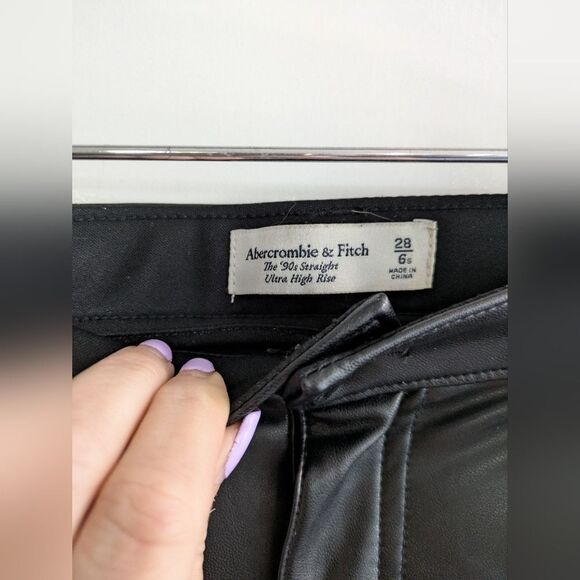 Abercrombie & Fitch
The '90s Straight
Ultra High Rise
28
6s
MADE IN
CHINA